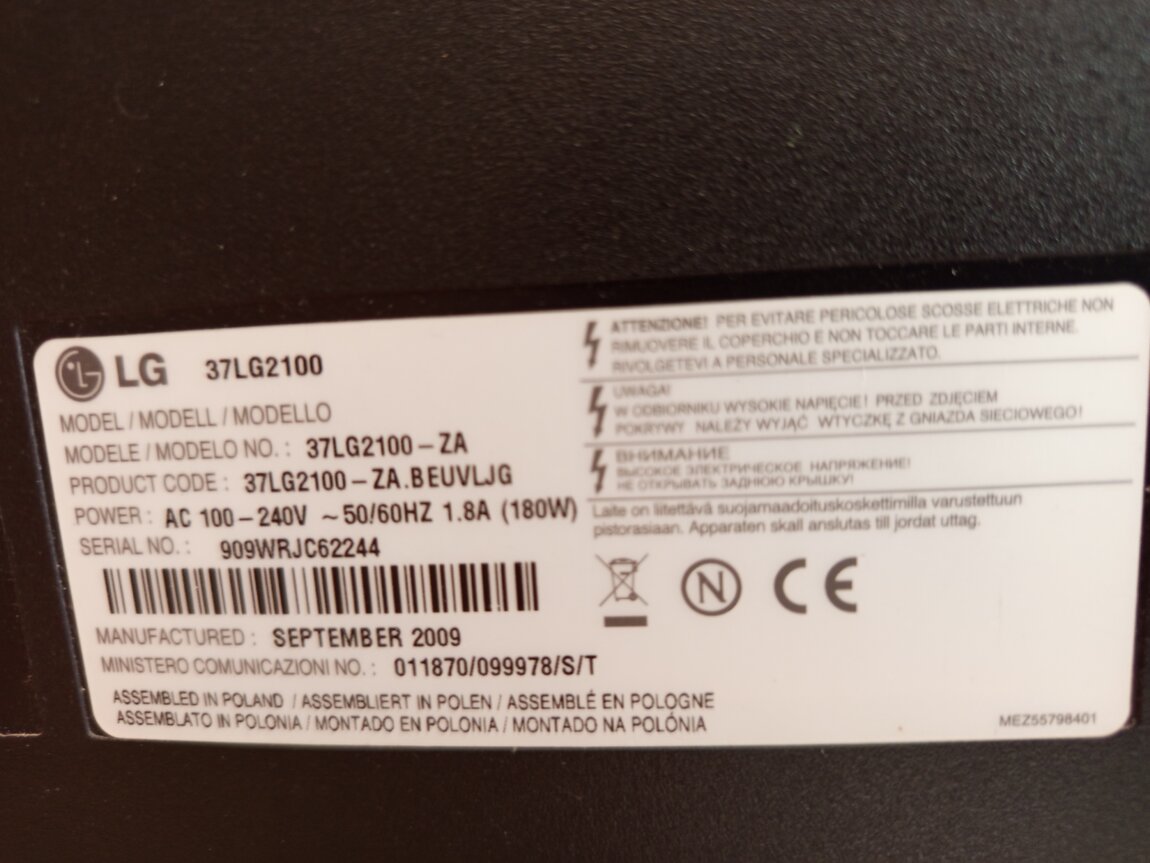 LG 37LG2100
MODEL / MODELL / MODELLO
MODELE / MODELO NO. : 37LG2100-ZA
PRODUCT CODE : 37LG2100-ZA.BEUVLJG
POWER : AC 100-240V ~50/60HZ 1.8A (180W)
SERIAL NO. : 909WRJC62244
MANUFACTURED : SEPTEMBER 2009
MINISTERO COMUNICAZIONI NO. : 011870/099978/S/T
ASSEMBLED IN POLAND / ASSEMBLIERT IN POLEN / ASSEMBLÉ EN POLOGNE
ASSEMBLATO IN POLONIA / MONTADO EN POLONIA / MONTADO NA POLÓNIA
ATTENZIONE! PER EVITARE PERICOLOSE SCOSSE ELETTRICHE NON
RIMUOVERE IL COPERCHIO E NON TOCCARE LE PARTI INTERNE.
RIVOLGETEVI A PERSONALE SPECIALIZZATO.
UWAGA!
W ODBIORNIKU WYSOKIE NAPIĘCIE! PRZED ZDJĘCIEM
POKRYWY NALEŻY WYJĄĆ WTYCZKĘ Z GNIAZDA SIECIOWEGO!
ВНИМАНИЕ
ВЫСОКОЕ ЭЛЕКТРИЧЕСКОЕ НАПРЯЖЕНИЕ!
НЕ ОТКРЫВАТЬ ЗАДНЮЮ КРЫШКУ!
Laite on liitettävä suojamaadoituskoskettimilla varustettuun
pistorasiaan. Apparaten skall anslutas till jordat uttag.
N CE
MEZ55798401